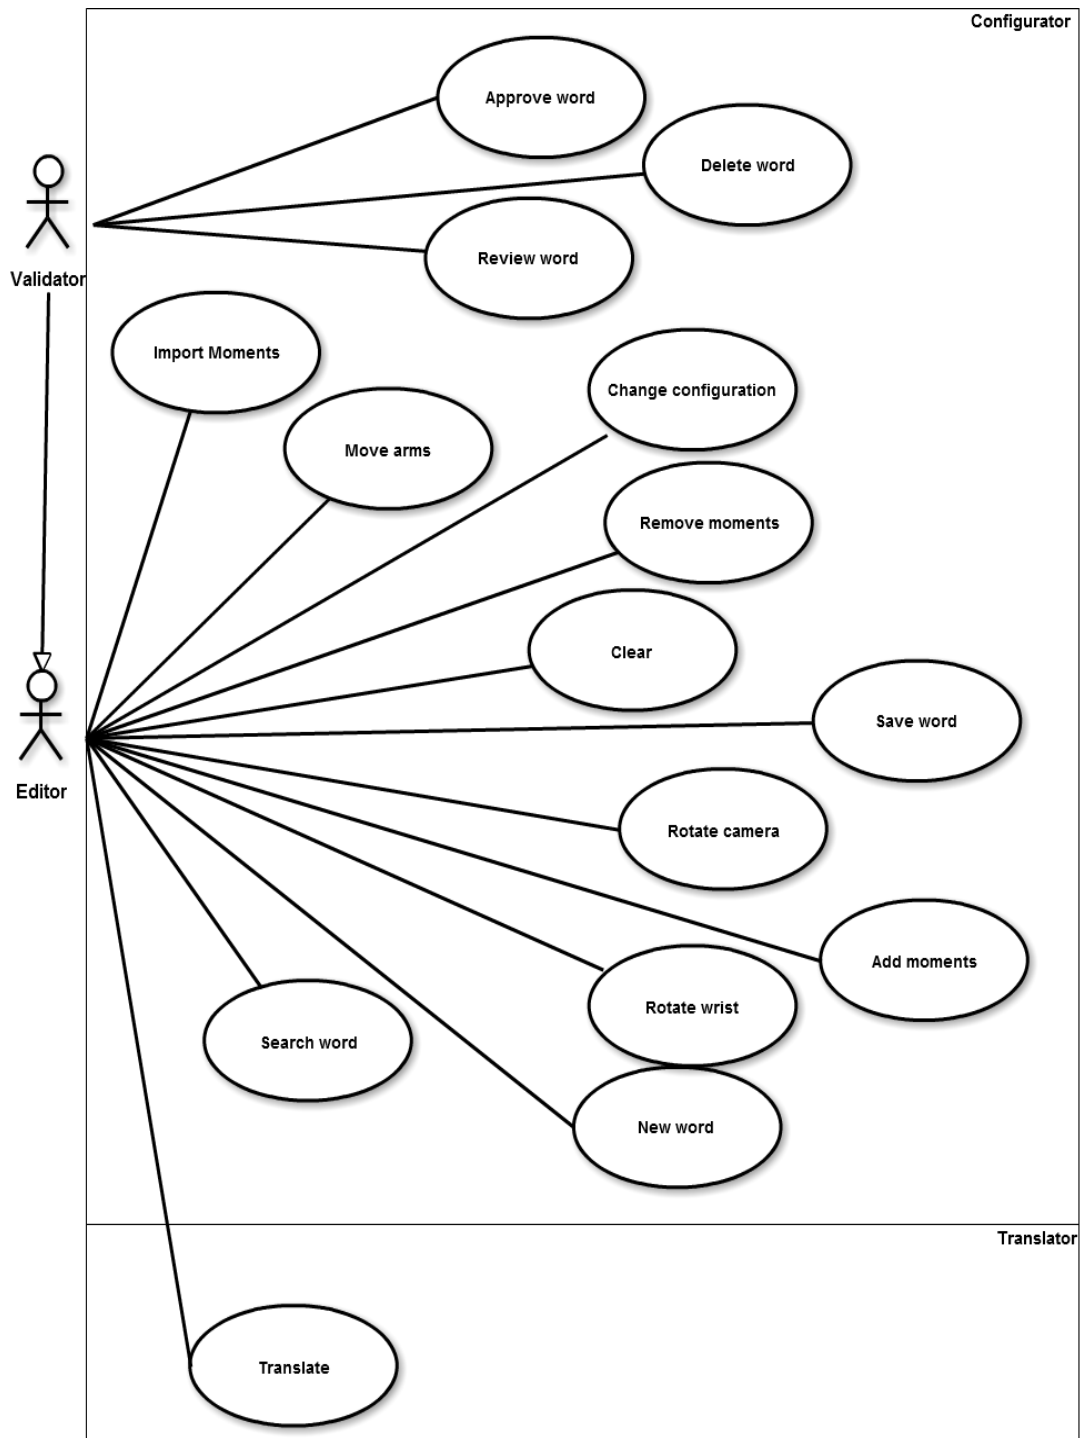 Configurator
Approve word
Delete word
Review word
Validator
Import Moments
Change configuration
Move arms
Remove moments
Clear
Save word
Editor
Rotate camera
Add moments
Rotate wrist
Search word
New word
Translator
Translate